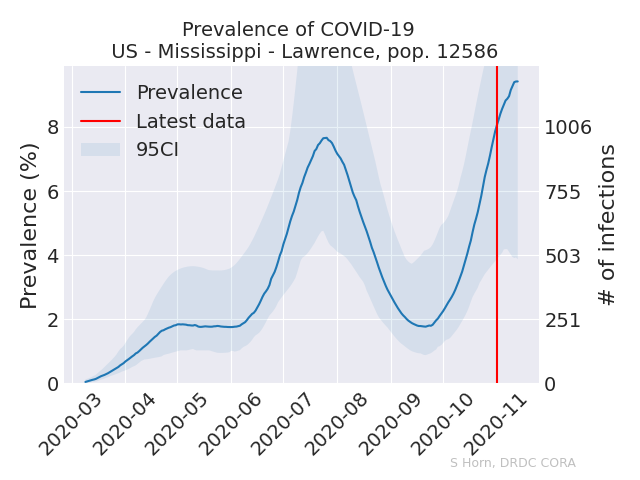 Prevalence of COVID-19
US - Mississippi - Lawrence, pop. 12586
Prevalence
Latest data
95CI
Prevalence (%)
8
6
4
2
0
1006
755
503
251
0
# of infections
2020-03
2020-04
2020-05
2020-06
2020-07
2020-08
2020-09
2020-10
2020-11
S Horn, DRDC CORA